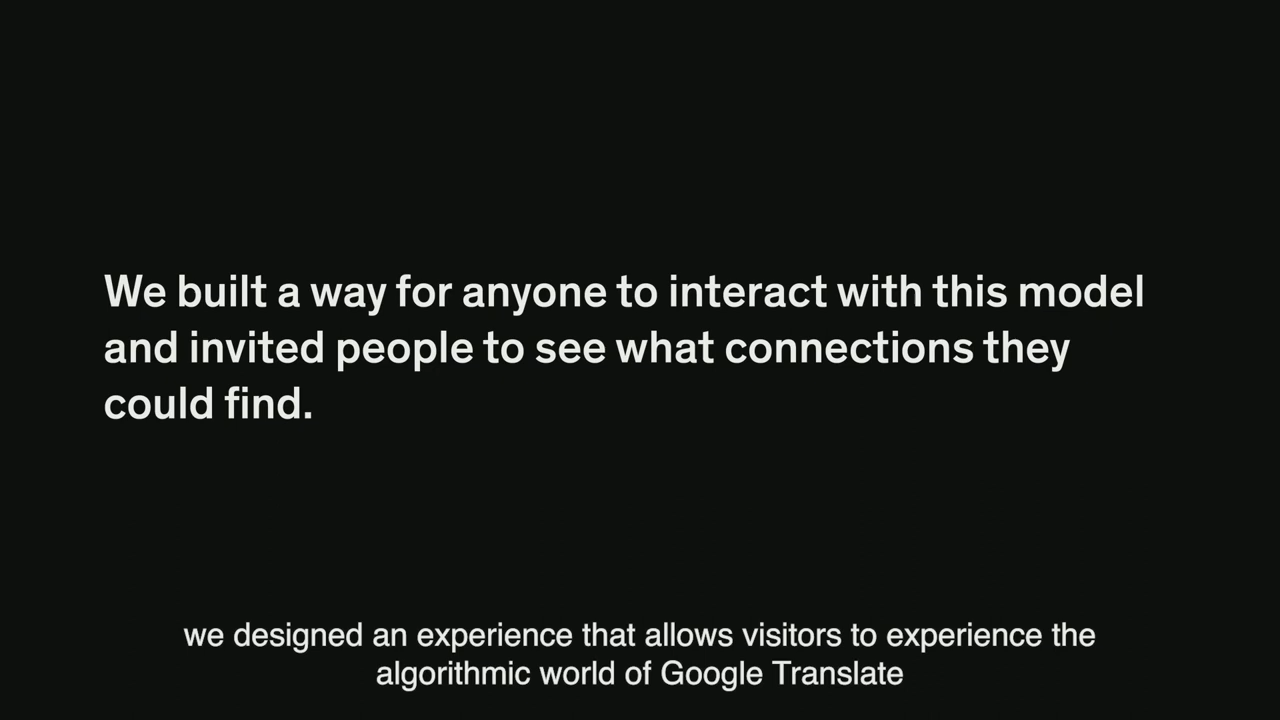 We built a way for anyone to interact with this model
and invited people to see what connections they
could find.
we designed an experience that allows visitors to experience the
algorithmic world of Google Translate